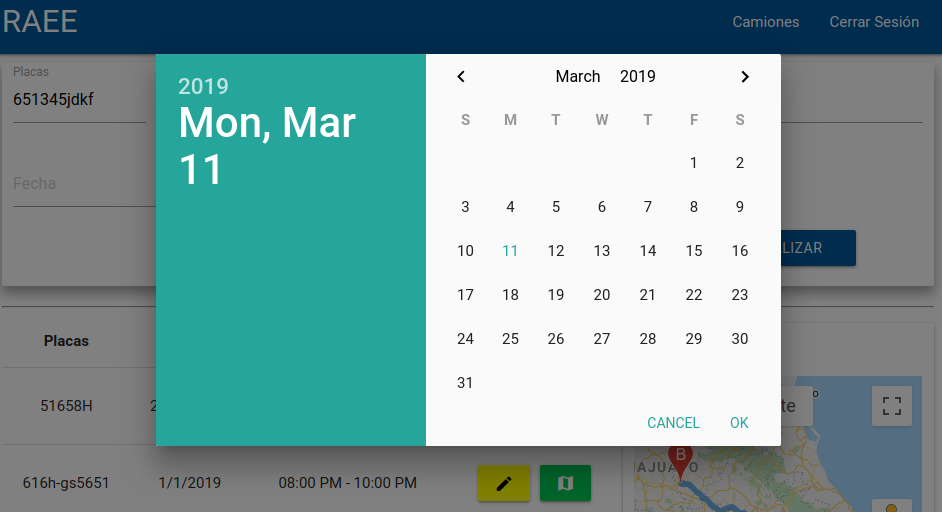 RAEE
Camiones
Cerrar Sesión
Placas
651345jdkf
Fecha
2019
Mon, Mar
11
March 2019
S M T W T F S
1 2
3 4 5 6 7 8 9
10 11 12 13 14 15 16
17 18 19 20 21 22 23
24 25 26 27 28 29 30
31
CANCEL OK
LIZAR
Placas
51658H 2
616h-gs5651 1/1/2019 08:00 PM - 10:00 PM
te
o
B
AJUA O